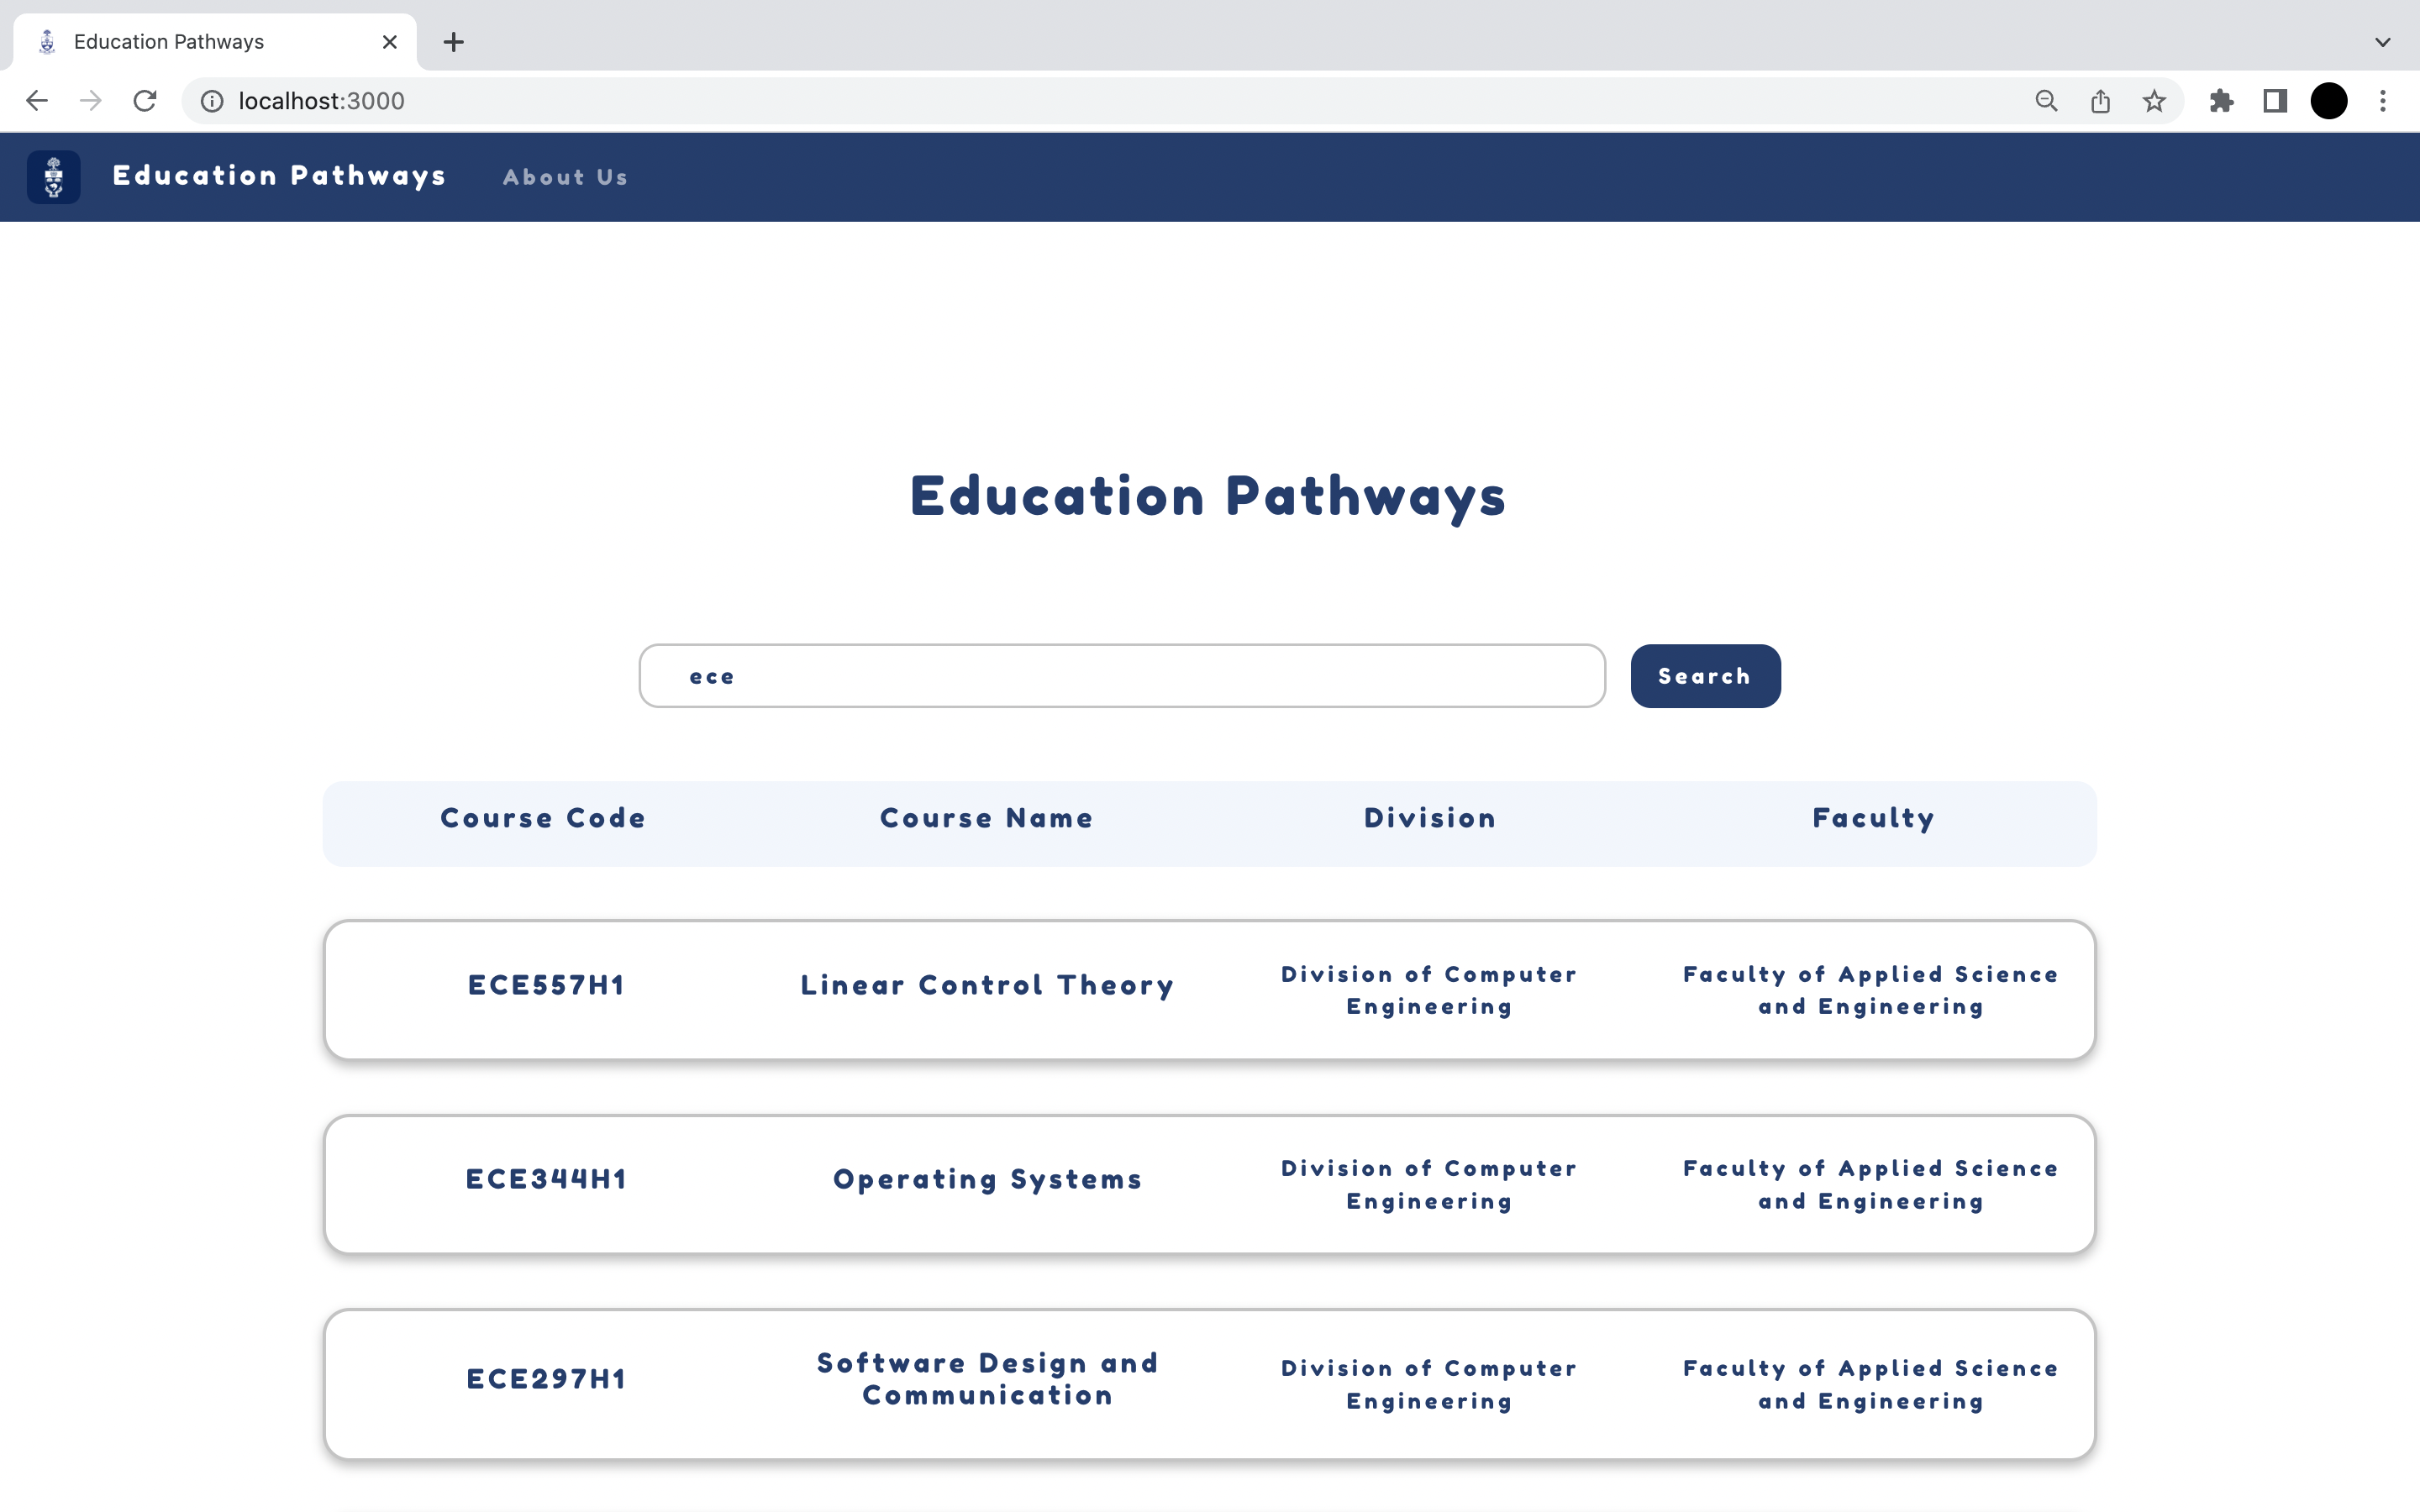 Education Pathways
localhost:3000
Education Pathways About Us
Education Pathways
ece Search
Course Code Course Name Division Faculty
ECE557H1 Linear Control Theory Division of Computer Engineering Faculty of Applied Science and Engineering
ECE344H1 Operating Systems Division of Computer Engineering Faculty of Applied Science and Engineering
ECE297H1 Software Design and Communication Division of Computer Engineering Faculty of Applied Science and Engineering